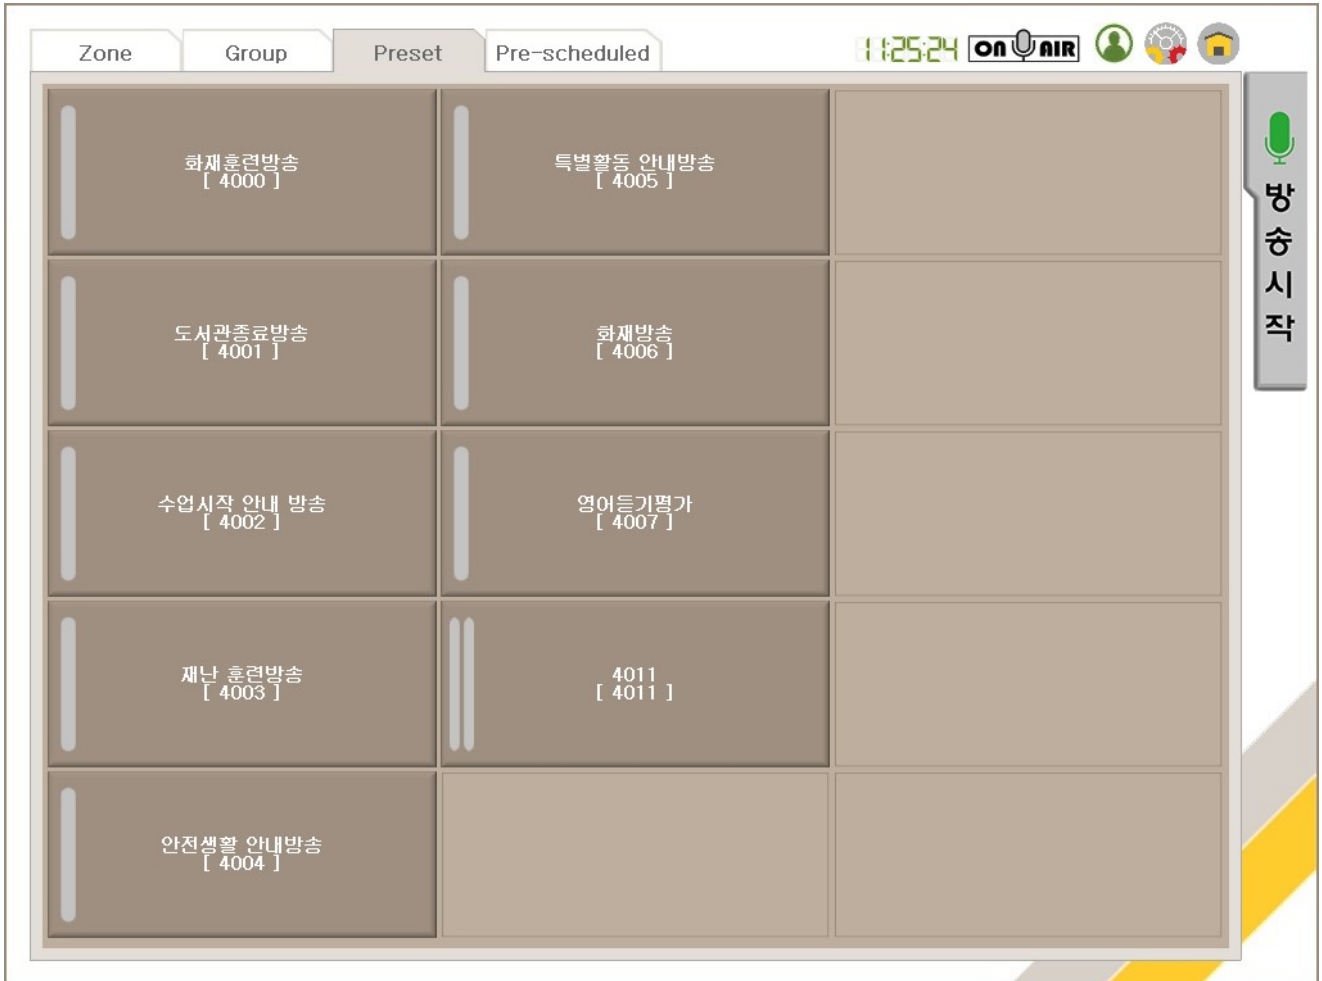 Zone
Group
Preset
Pre-scheduled
11:25:24
ON AIR
화재훈련방송
[ 4000 ]
특별활동 안내방송
[ 4005 ]
도서관종료방송
[ 4001 ]
화재방송
[ 4006 ]
수업시작 안내 방송
[ 4002 ]
영어듣기평가
[ 4007 ]
재난 훈련방송
[ 4003 ]
4011
[ 4011 ]
안전생활 안내방송
[ 4004 ]
방송시작